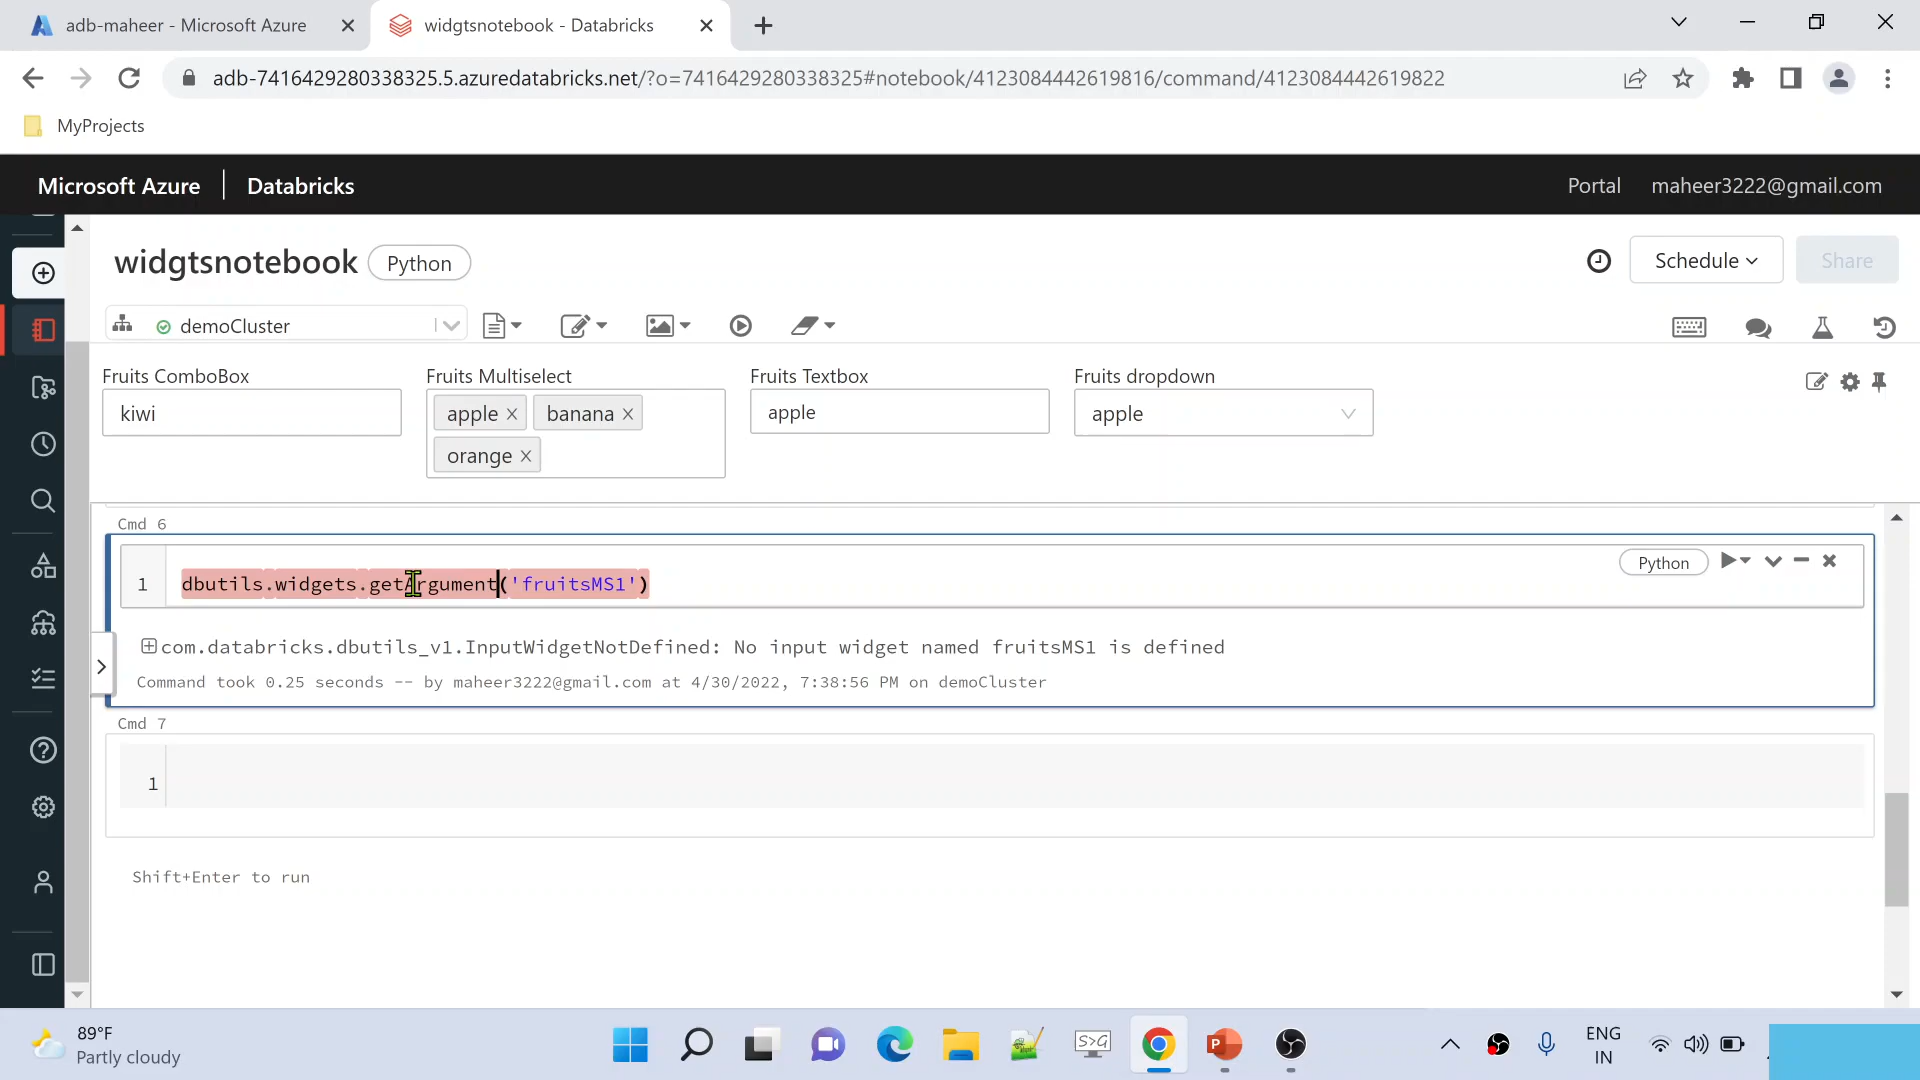 adb-maheer - Microsoft Azure
widgtsnotebook - Databricks
adb-7416429280338325.5.azuredatabricks.net/?o=7416429280338325#notebook/4123084442619816/command/4123084442619822
MyProjects
Microsoft Azure
Databricks
Portal
maheer3222@gmail.com
widgtsnotebook
Python
Schedule
Share
demoCluster
Fruits ComboBox
Fruits Multiselect
Fruits Textbox
Fruits dropdown
kiwi
apple
banana
orange
apple
apple
Cmd 6
Python
1
dbutils.widgets.getArgument('fruitsMS1')
com.databricks.dbutils_v1.InputWidgetNotDefined: No input widget named fruitsMS1 is defined
Command took 0.25 seconds -- by maheer3222@gmail.com at 4/30/2022, 7:38:56 PM on demoCluster
Cmd 7
1
Shift+Enter to run
89°F
Partly cloudy
S>G
P
ENG
IN